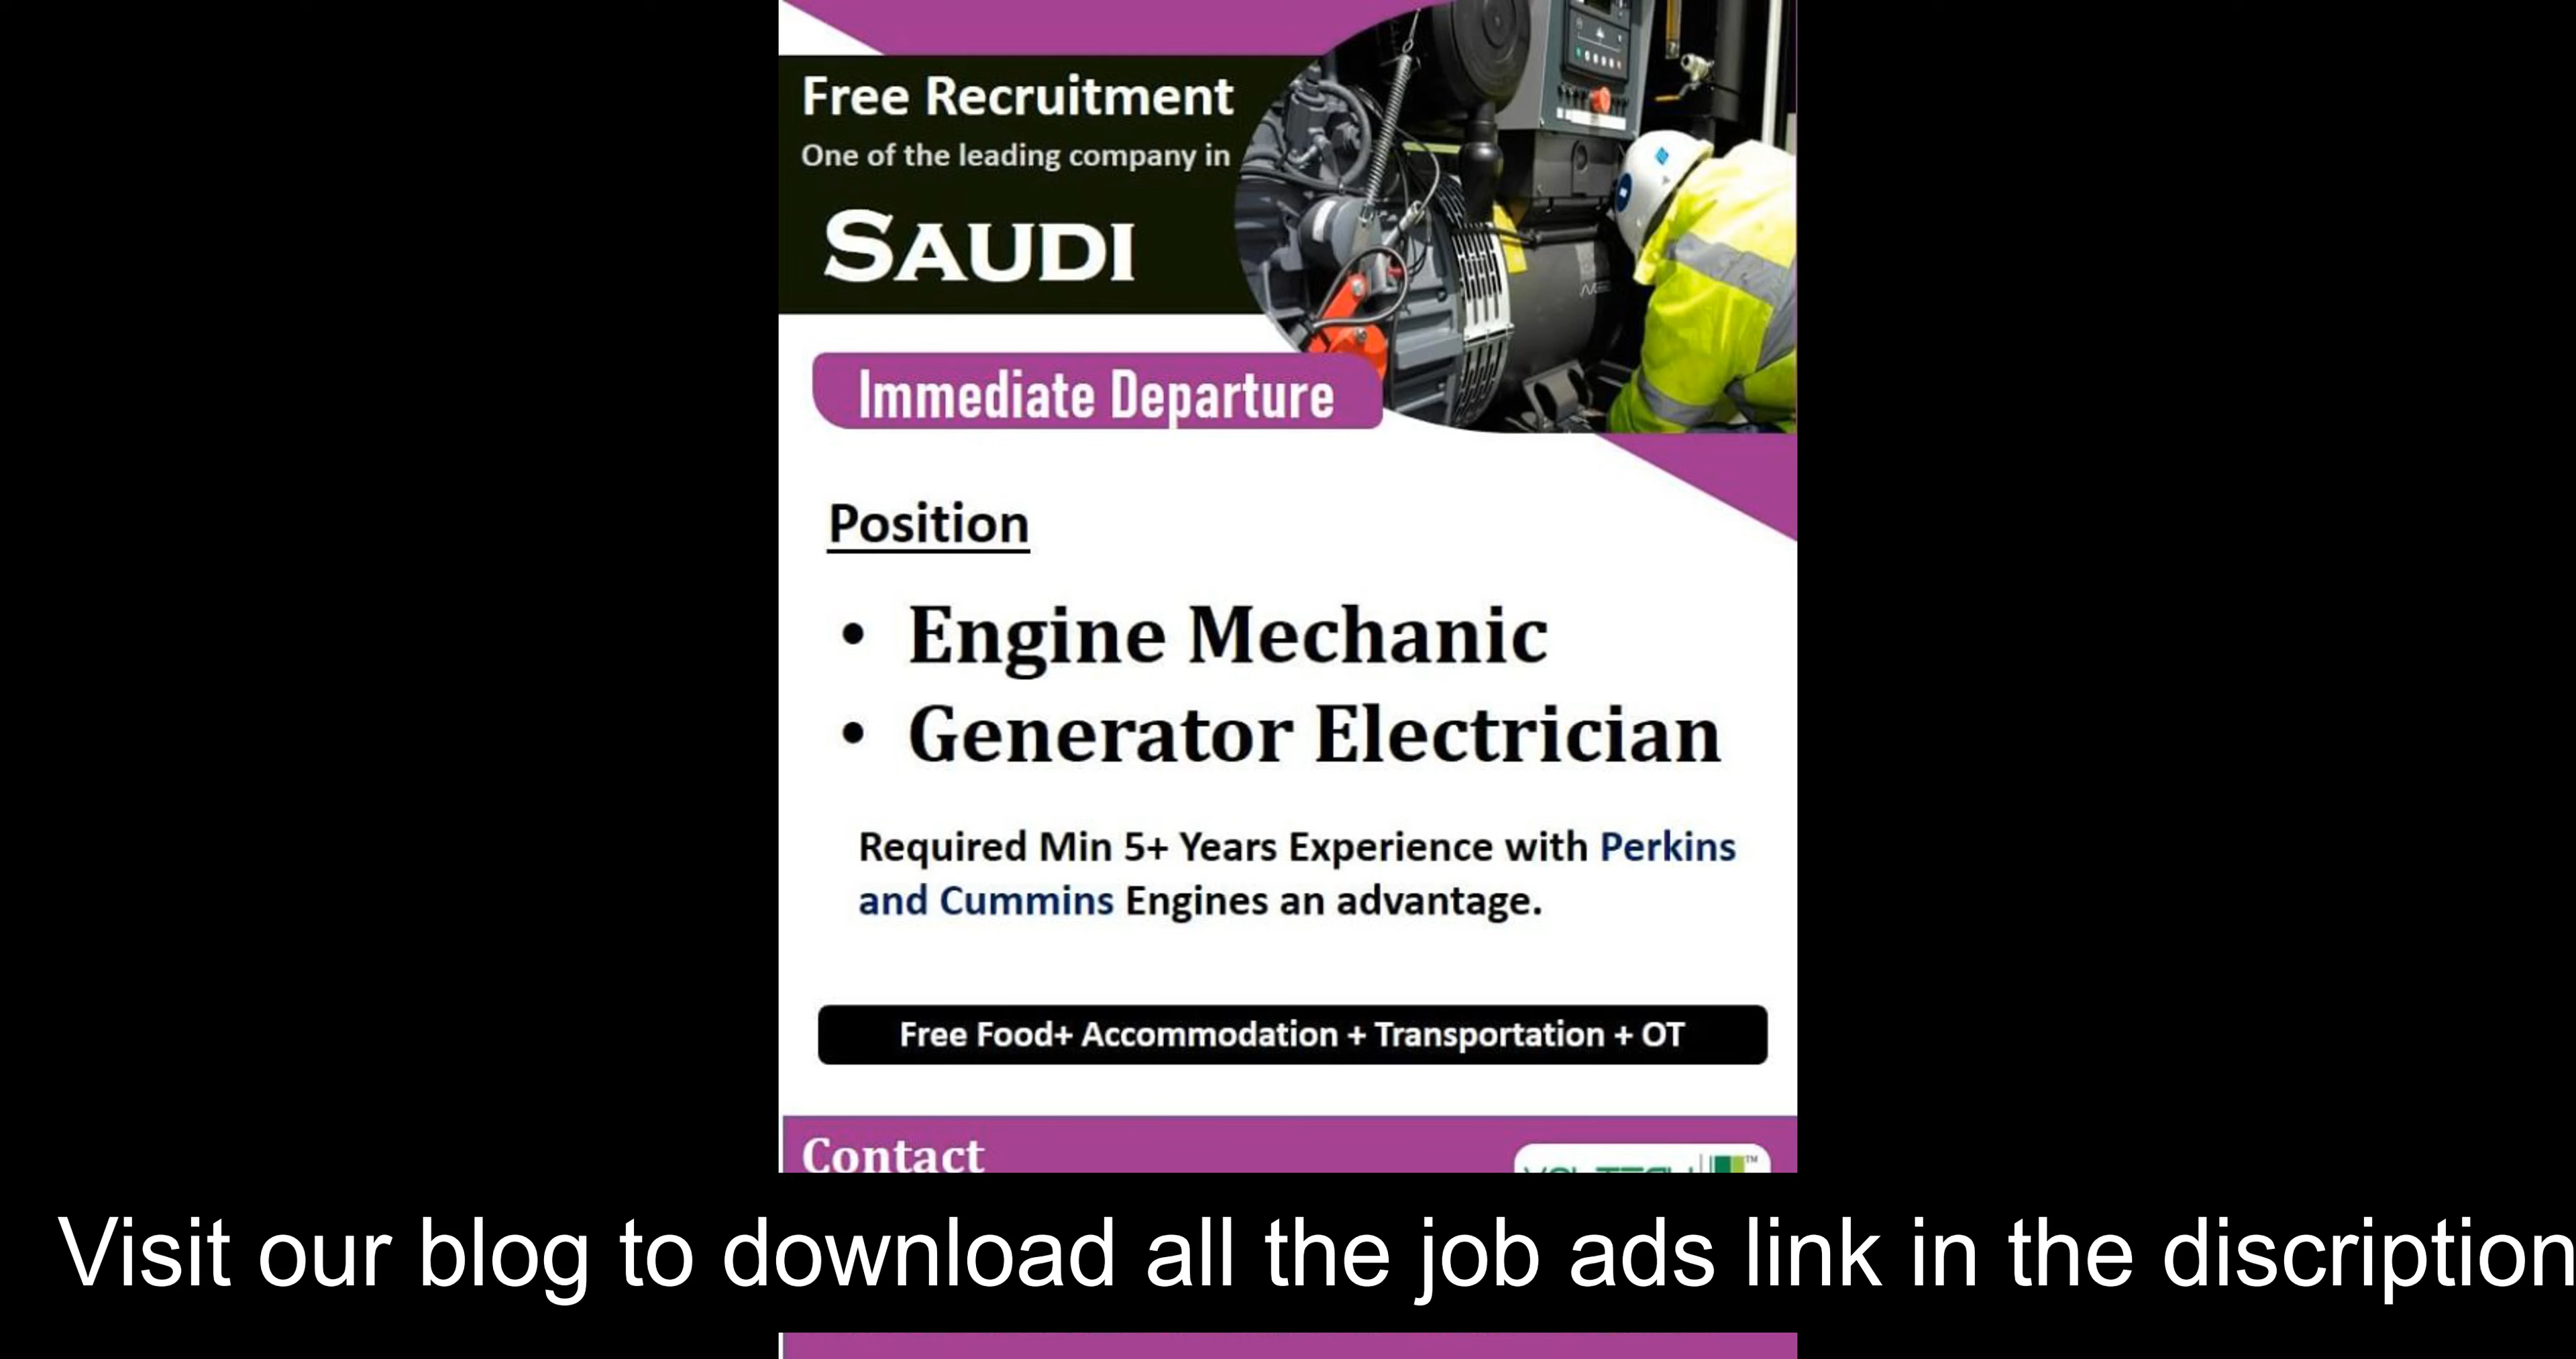 Free Recruitment
One of the leading company in
SAUDI
Immediate Departure
Position
• Engine Mechanic
• Generator Electrician
Required Min 5+ Years Experience with Perkins
and Cummins Engines an advantage.
Free Food+ Accommodation + Transportation + OT
Contact
Visit our blog to download all the job ads link in the discription